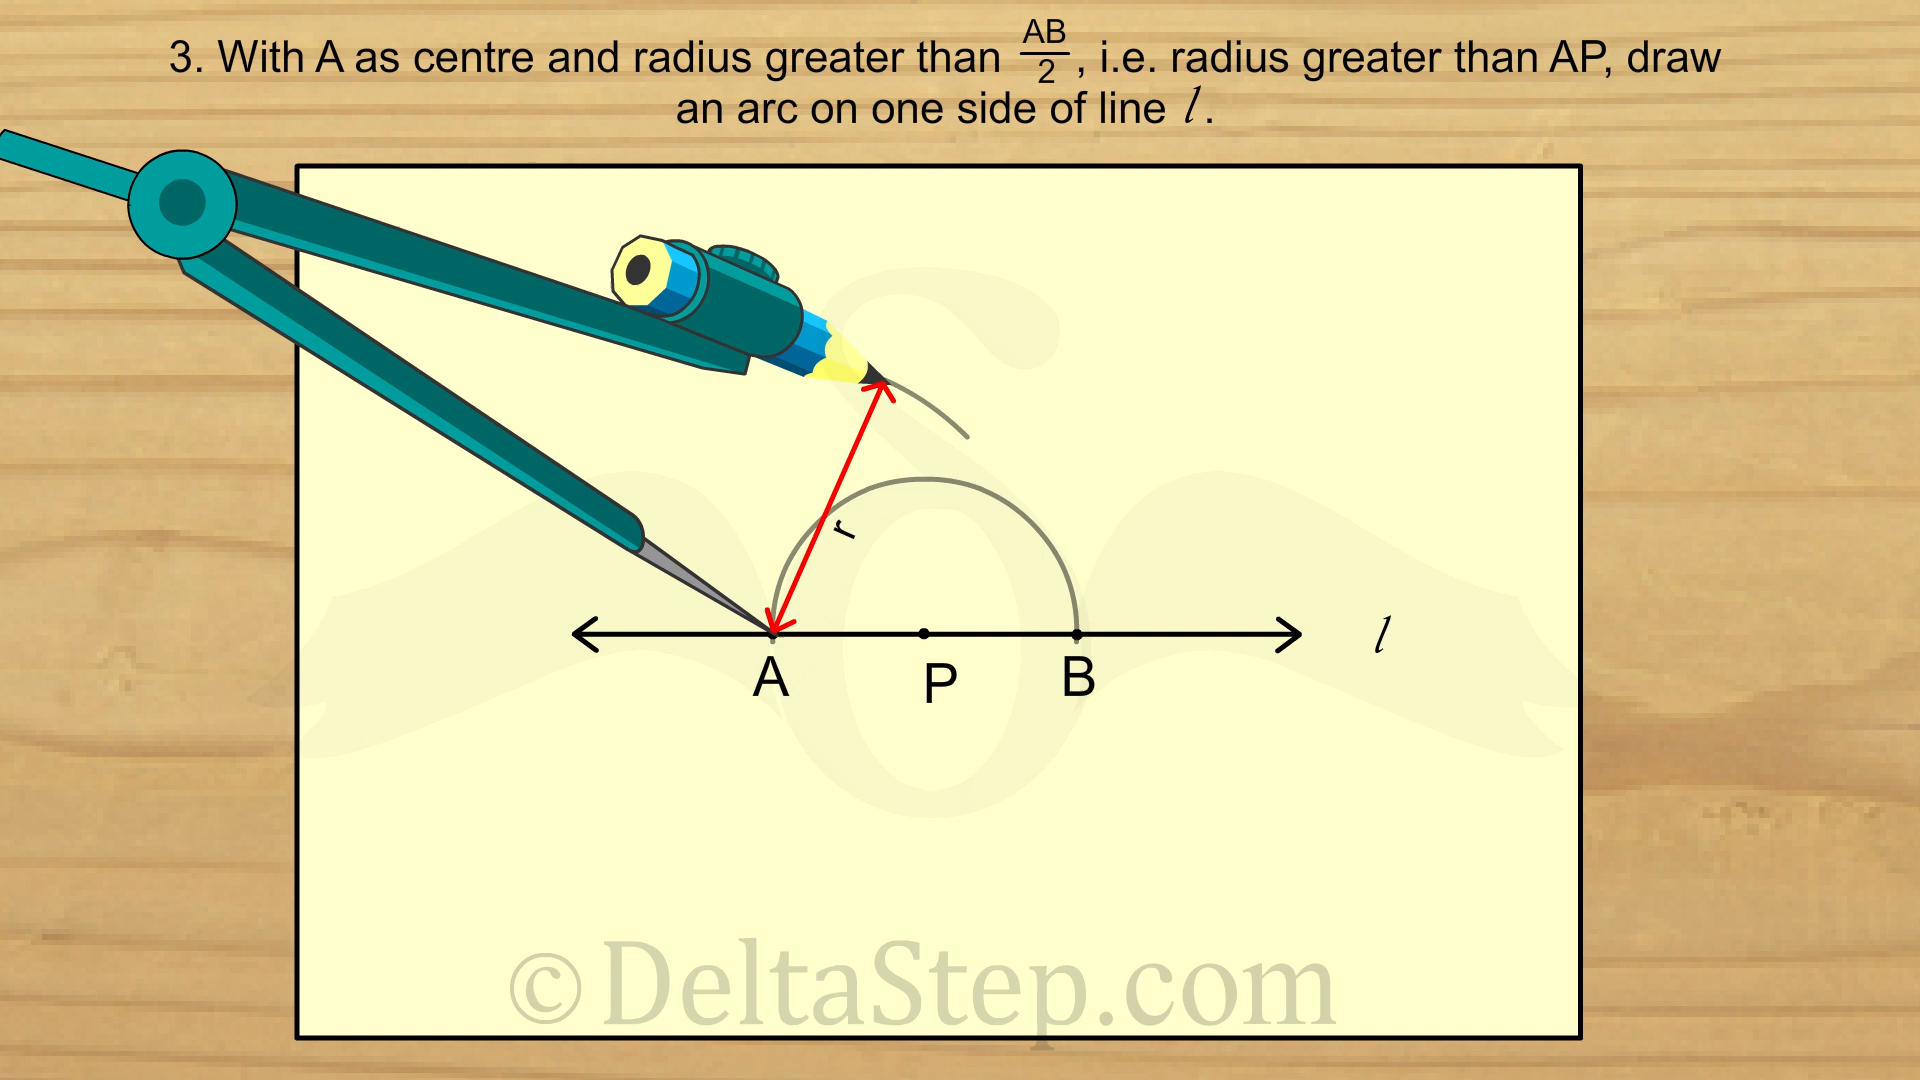 3. With A as centre and radius greater than AB/2, i.e. radius greater than AP, draw
an arc on one side of line l.
r
l
A P B
©DeltaStep.com